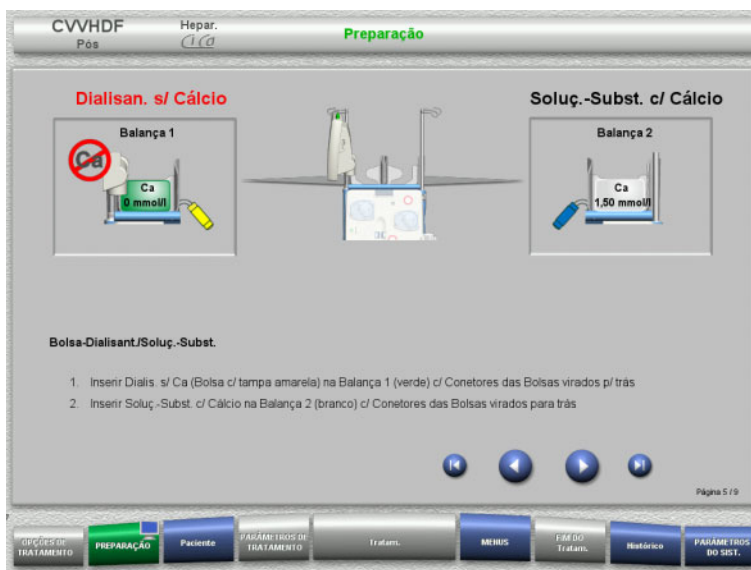 CVVHDF
Pós
Hepar.
Ci Ca
Preparação
Dialisan. s/ Cálcio
Soluç.-Subst. c/ Cálcio
Balança 1
Ca
Ca
0 mmol/l
Balança 2
Ca
1,50 mmol/l
Bolsa-Dialisant./Soluç.-Subst.
1. Inserir Dialis. s/ Ca (Bolsa c/ tampa amarela) na Balança 1 (verde) c/ Conetores das Bolsas virados p/ trás
2. Inserir Soluç.-Subst. c/ Cálcio na Balança 2 (branco) c/ Conetores das Bolsas virados para trás
Página 5 / 9
OPÇÕES DE
TRATAMENTO
PREPARAÇÃO
Paciente
PARÂMETROS DE
TRATAMENTO
Tratam.
MENUS
FIM DO
Tratam.
Histórico
PARÂMETROS
DO SIST.